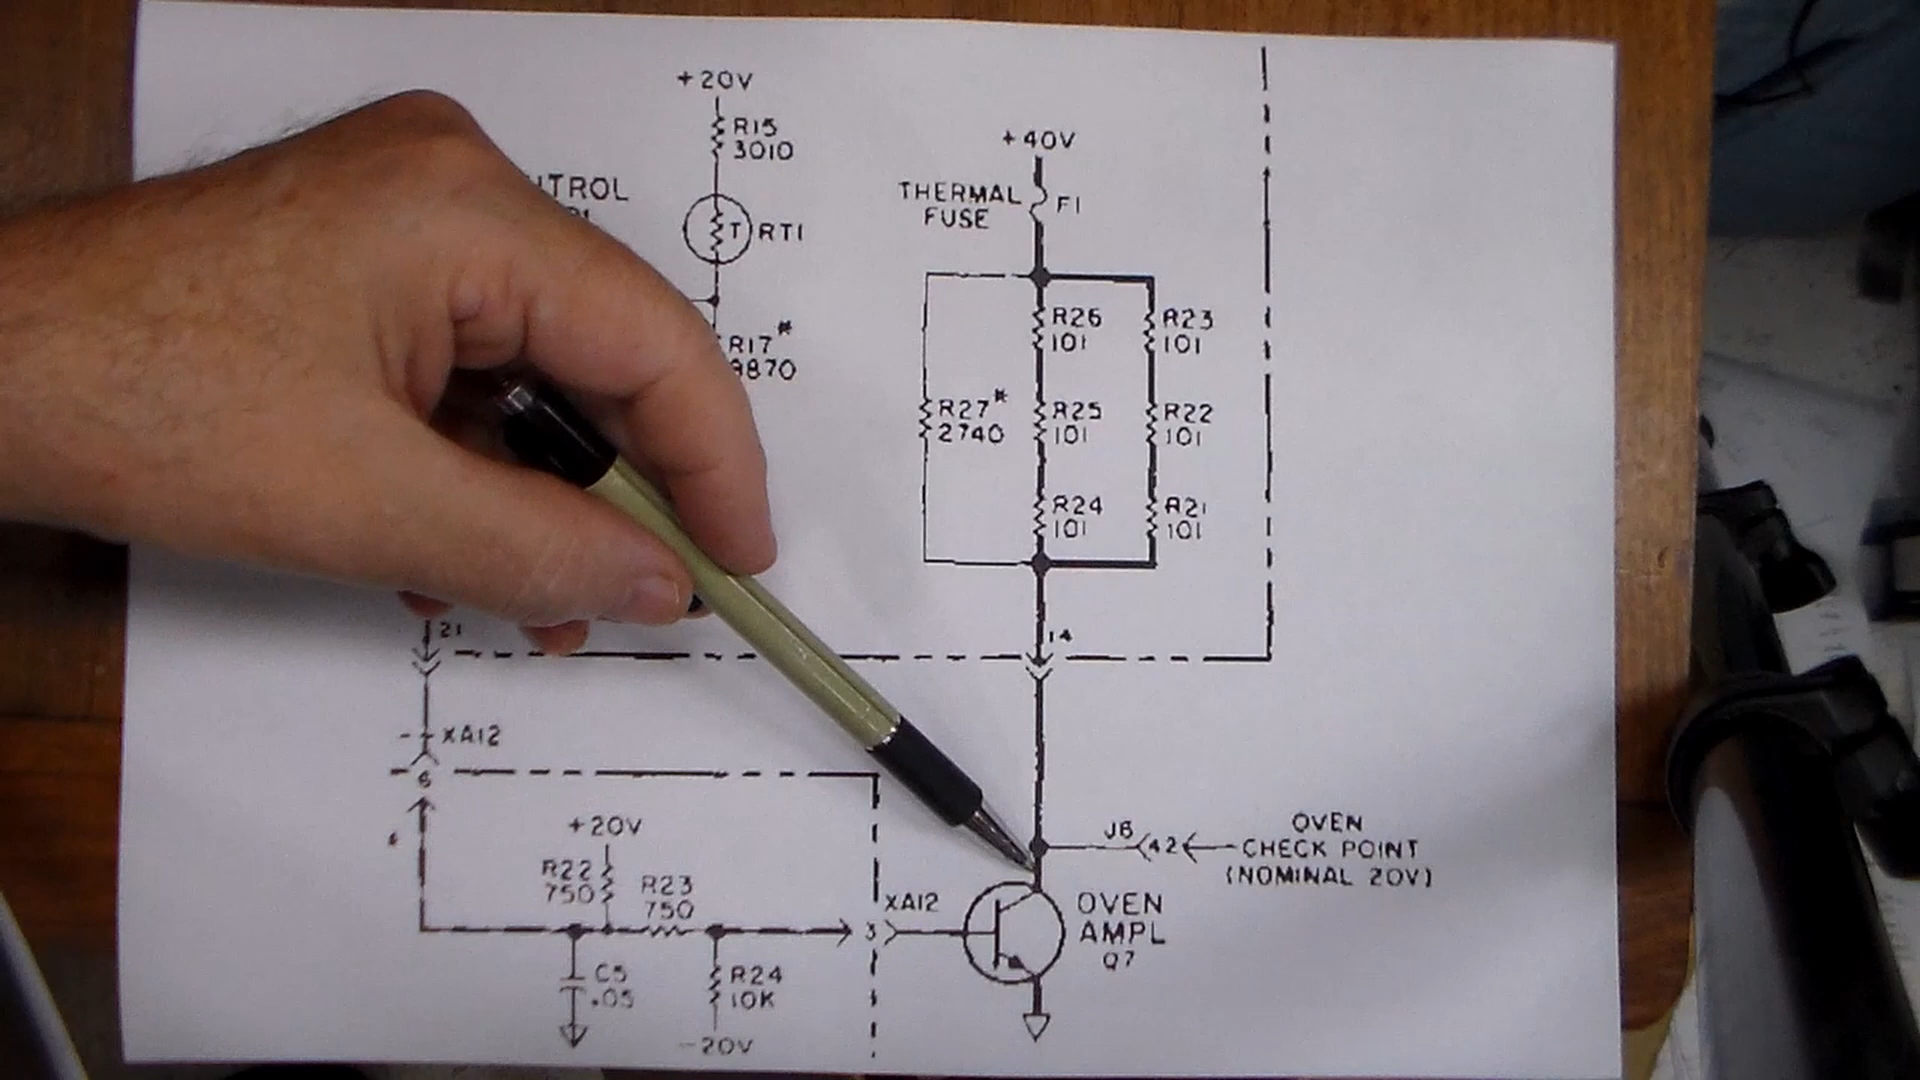 +20V
R15
3010
NTROL
T
RT1
R17*
9870
+40V
THERMAL
FUSE
F1
R26
101
R23
101
R27*
2740
R25
101
R22
101
R24
101
R21
101
21
14
XA12
6
+20V
R22
750
R23
750
XA12
3
C5
.05
R24
10K
-20V
J6
42
OVEN
CHECK POINT
(NOMINAL 20V)
OVEN
AMPL
Q7